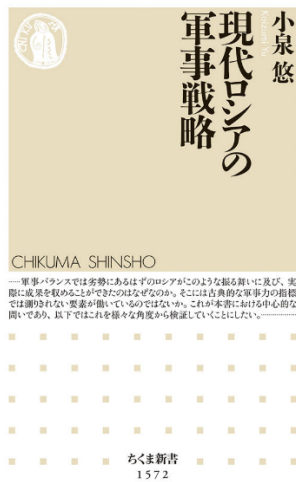 小泉 悠
Koizumi Yu
現代ロシアの
軍事戦略
CHIKUMA SHINSHO
……軍事バランスでは劣勢にあるはずのロシアがこのような振る舞いに及び、実
際に成果を収めることができたのはなぜなのか。そこには古典的な軍事力の指標
では測りきれない要素が働いているのではないか。これが本書における中心的な
問いであり、以下ではこれを様々な角度から検証していくことにしたい。………………
ちくま新書
1572